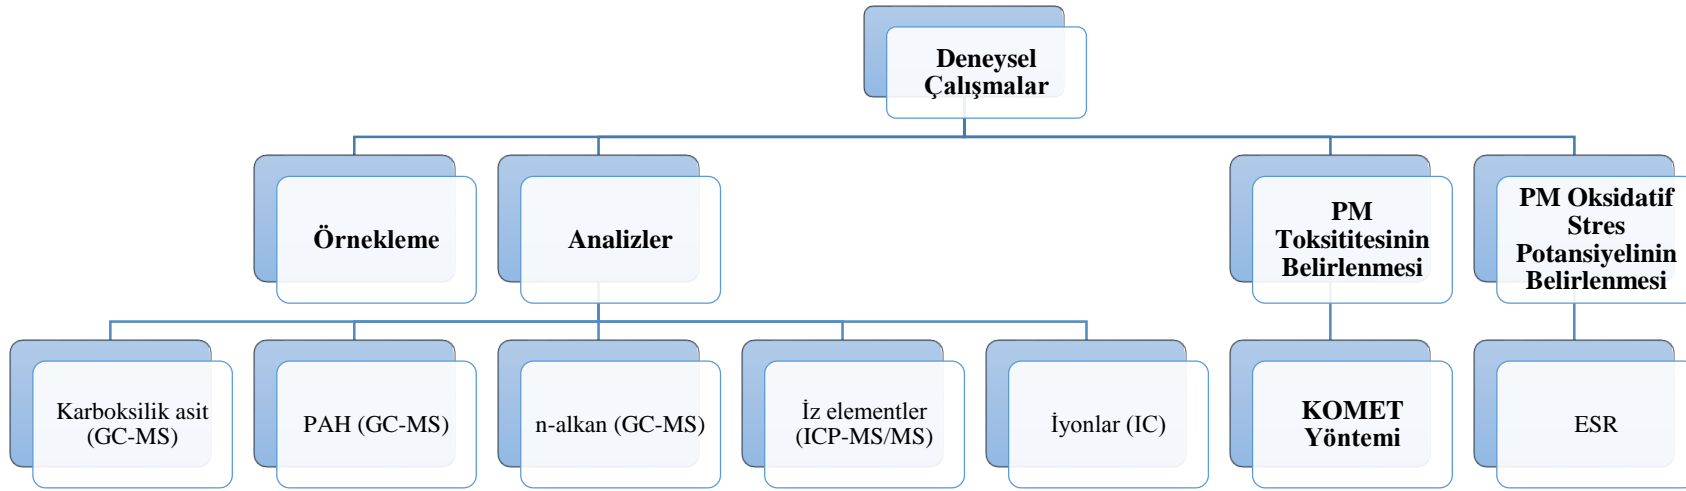 Deneysel
Çalışmalar
Örnekleme
Analizler
PM
Toksititesinin
Belirlenmesi
PM Oksidatif
Stres
Potansiyelinin
Belirlenmesi
Karboksilik asit
(GC-MS)
PAH (GC-MS)
n-alkan (GC-MS)
İz elementler
(ICP-MS/MS)
İyonlar (IC)
KOMET
Yöntemi
ESR